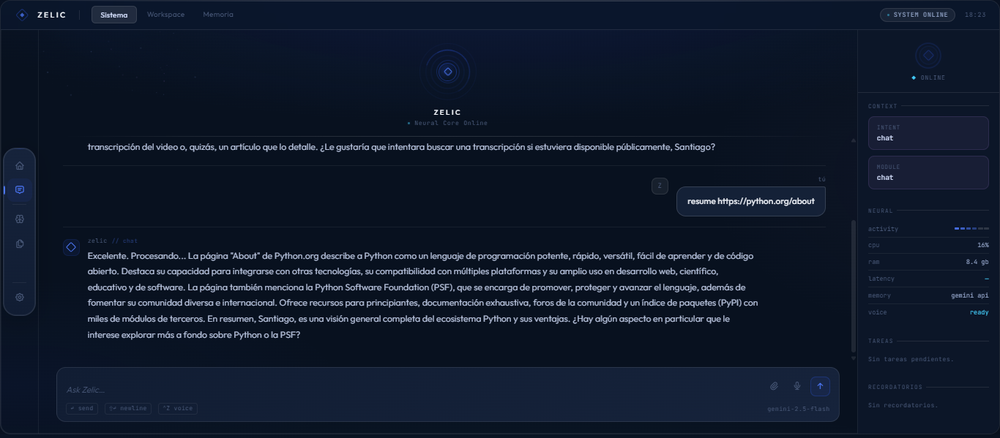 ZELIC
Sistema
Workspace
Memoria
SYSTEM ONLINE
18:23
ZELIC
Neural Core Online
transcripción del video o, quizás, un artículo que lo detalle. ¿Le gustaría que intentara buscar una transcripción si estuviera disponible públicamente, Santiago?
tú
Z
resume https://python.org/about
zelic // chat
Excelente. Procesando... La página "About" de Python.org describe a Python como un lenguaje de programación potente, rápido, versátil, fácil de aprender y de código
abierto. Destaca su capacidad para integrarse con otras tecnologías, su compatibilidad con múltiples plataformas y su amplio uso en desarrollo web, científico,
educativo y de software. La página también menciona la Python Software Foundation (PSF), que se encarga de promover, proteger y avanzar el lenguaje, además de
fomentar su comunidad diversa e internacional. Ofrece recursos para principiantes, documentación exhaustiva, foros de la comunidad y un índice de paquetes (PyPI) con
miles de módulos de terceros. En resumen, Santiago, es una visión general completa del ecosistema Python y sus ventajas. ¿Hay algún aspecto en particular que le
interese explorar más a fondo sobre Python o la PSF?
Ask Zelic...
↵ send
⇧↵ newline
^Z voice
gemini-2.5-flash
ONLINE
CONTEXT
INTENT
chat
MODULE
chat
NEURAL
activity
cpu 16%
ram 8.4 gb
latency —
memory gemini api
voice ready
TAREAS
Sin tareas pendientes.
RECORDATORIOS
Sin recordatorios.